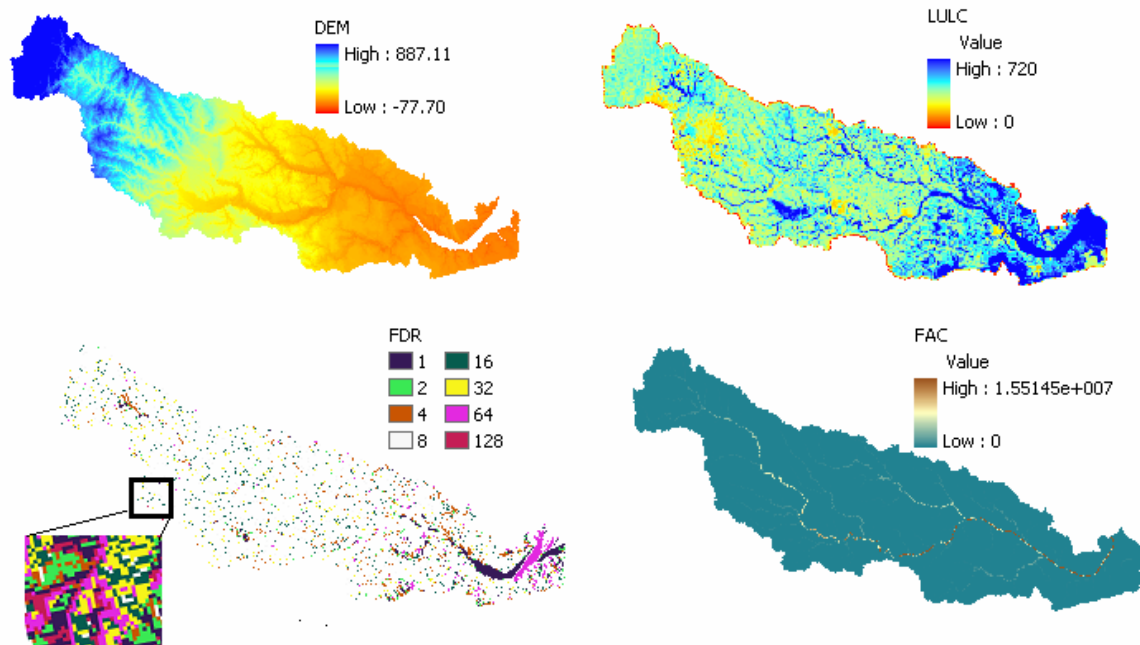 DEM
High : 887.11
Low : -77.70
LULC
Value
High : 720
Low : 0
FDR
1 16
2 32
4 64
8 128
FAC
Value
High : 1.55145e+007
Low : 0